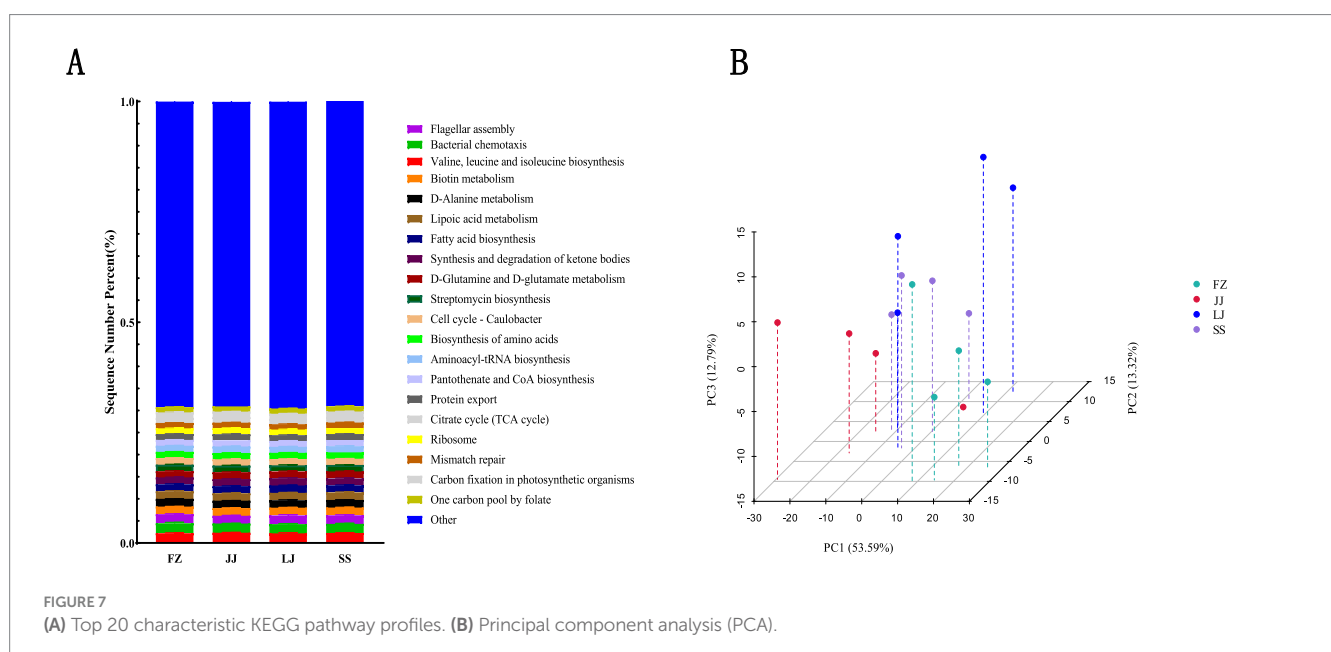 A
B
1.0
0.5
0.0
Sequence Number Percent(%)
FZ
JJ
LJ
SS
Flagellar assembly
Bacterial chemotaxis
Valine, leucine and isoleucine biosynthesis
Biotin metabolism
D-Alanine metabolism
Lipoic acid metabolism
Fatty acid biosynthesis
Synthesis and degradation of ketone bodies
D-Glutamine and D-glutamate metabolism
Streptomycin biosynthesis
Cell cycle - Caulobacter
Biosynthesis of amino acids
Aminoacyl-tRNA biosynthesis
Pantothenate and CoA biosynthesis
Protein export
Citrate cycle (TCA cycle)
Ribosome
Mismatch repair
Carbon fixation in photosynthetic organisms
One carbon pool by folate
Other
PC3 (12.79%)
15
10
5
0
-5
-10
-15
-30
-20
-10
0
10
20
30
PC1 (53.59%)
-15
-10
-5
0
5
10
15
PC2 (13.32%)
FZ
JJ
LJ
SS
FIGURE 7
(A) Top 20 characteristic KEGG pathway profiles. (B) Principal component analysis (PCA).